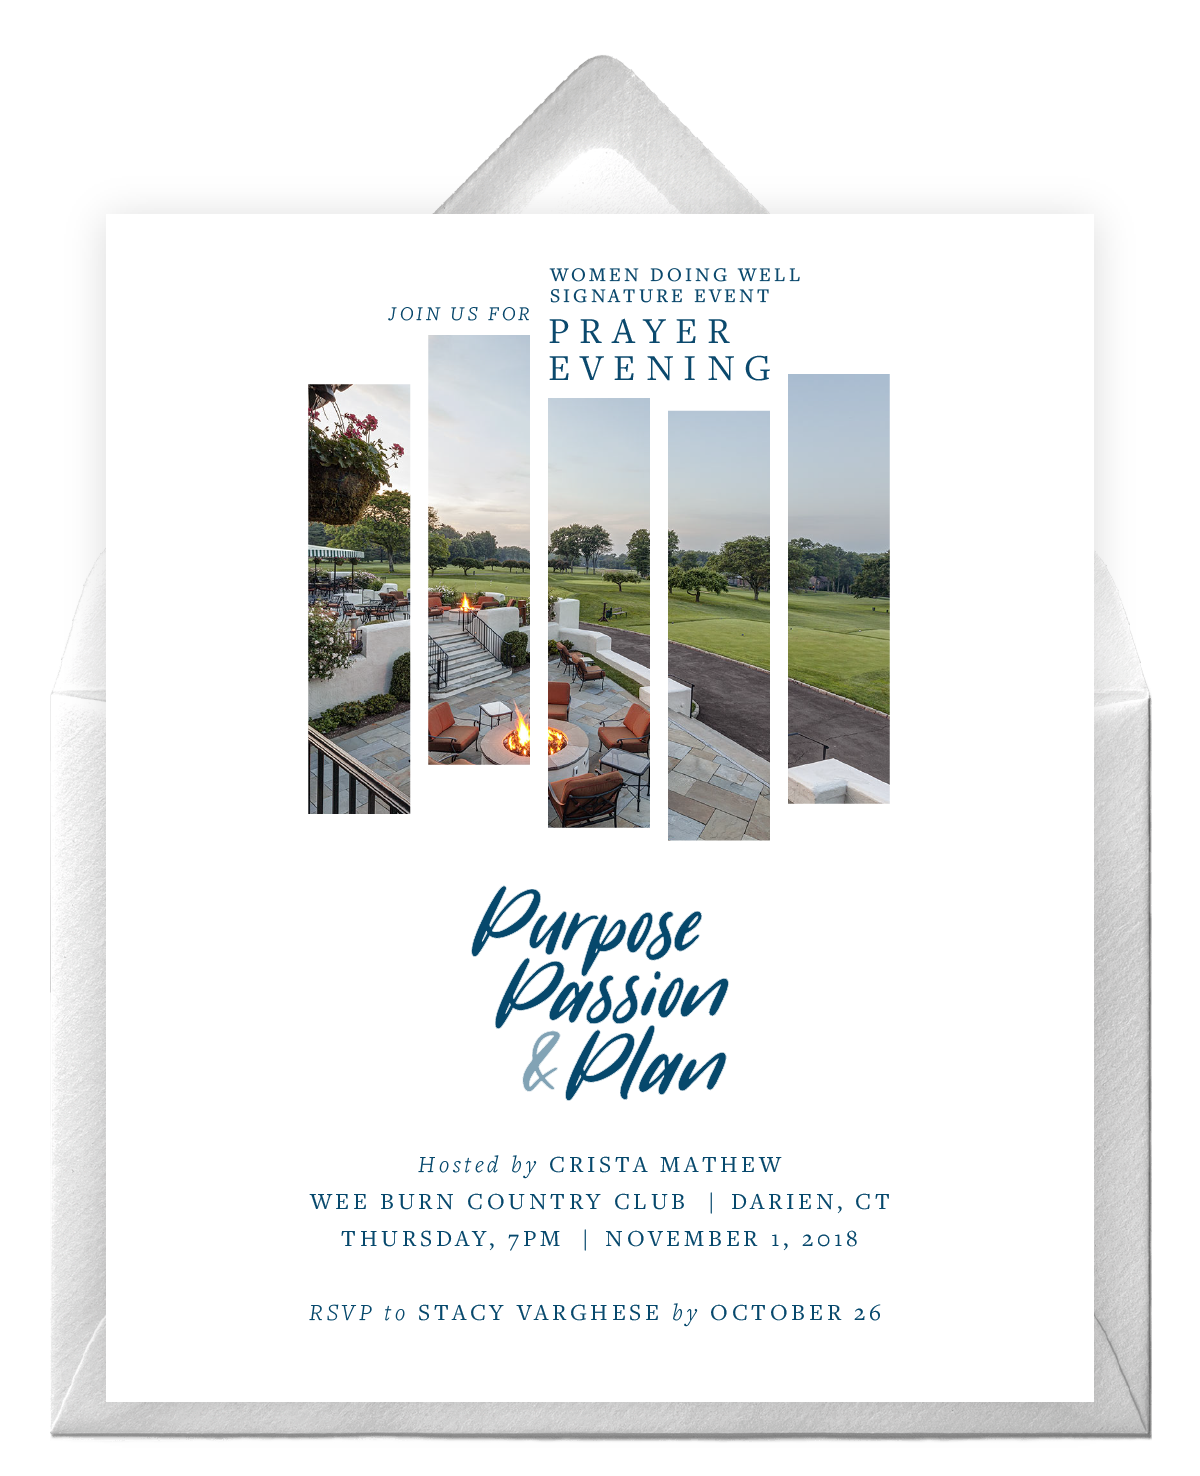 JOIN US FOR
WOMEN DOING WELL
SIGNATURE EVENT
PRAYER
EVENING
Purpose
Passion
& Plan
Hosted by CRISTA MATHEW
WEE BURN COUNTRY CLUB | DARIEN, CT
THURSDAY, 7PM | NOVEMBER 1, 2018
RSVP to STACY VARGHESE by OCTOBER 26